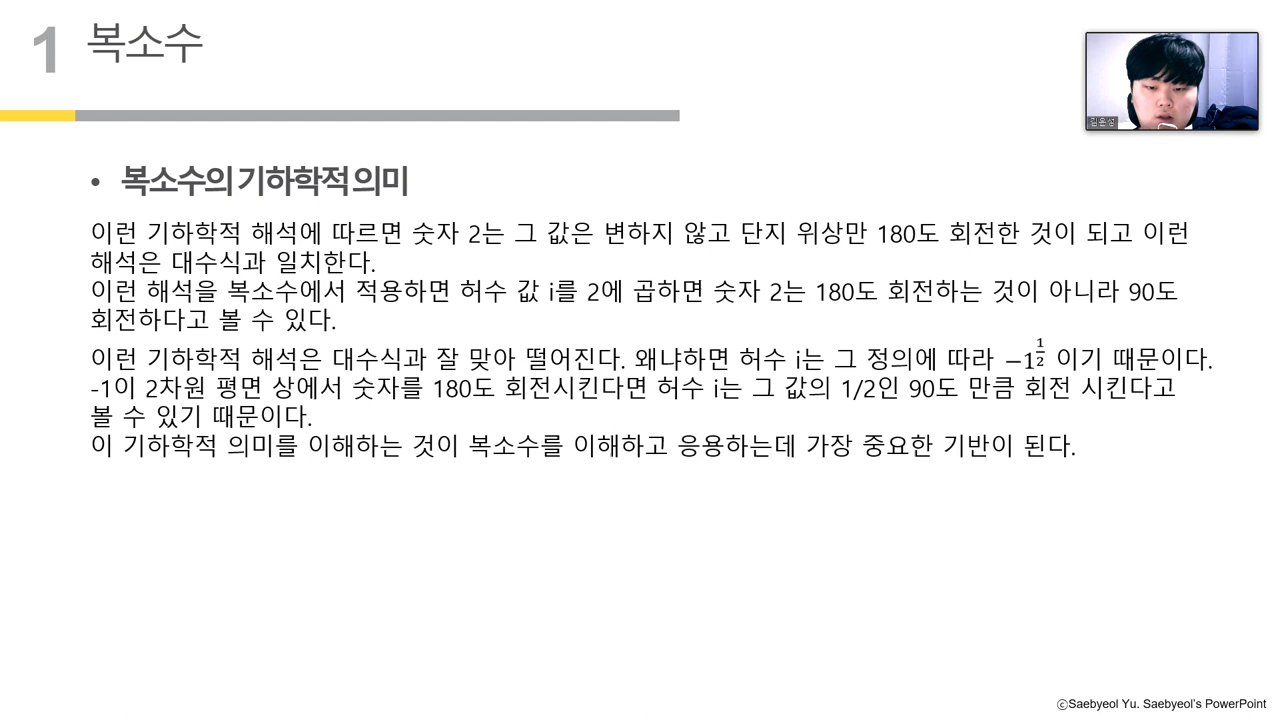 1 복소수
김윤성
• 복소수의 기하학적 의미
이런 기하학적 해석에 따르면 숫자 2는 그 값은 변하지 않고 단지 위상만 180도 회전한 것이 되고 이런
해석은 대수식과 일치한다.
이런 해석을 복소수에서 적용하면 허수 값 i를 2에 곱하면 숫자 2는 180도 회전하는 것이 아니라 90도
회전하다고 볼 수 있다.
이런 기하학적 해석은 대수식과 잘 맞아 떨어진다. 왜냐하면 허수 i는 그 정의에 따라 −1^{1/2} 이기 때문이다.
-1이 2차원 평면 상에서 숫자를 180도 회전시킨다면 허수 i는 그 값의 1/2인 90도 만큼 회전 시킨다고
볼 수 있기 때문이다.
이 기하학적 의미를 이해하는 것이 복소수를 이해하고 응용하는데 가장 중요한 기반이 된다.
ⓒSaebyeol Yu. Saebyeol's PowerPoint